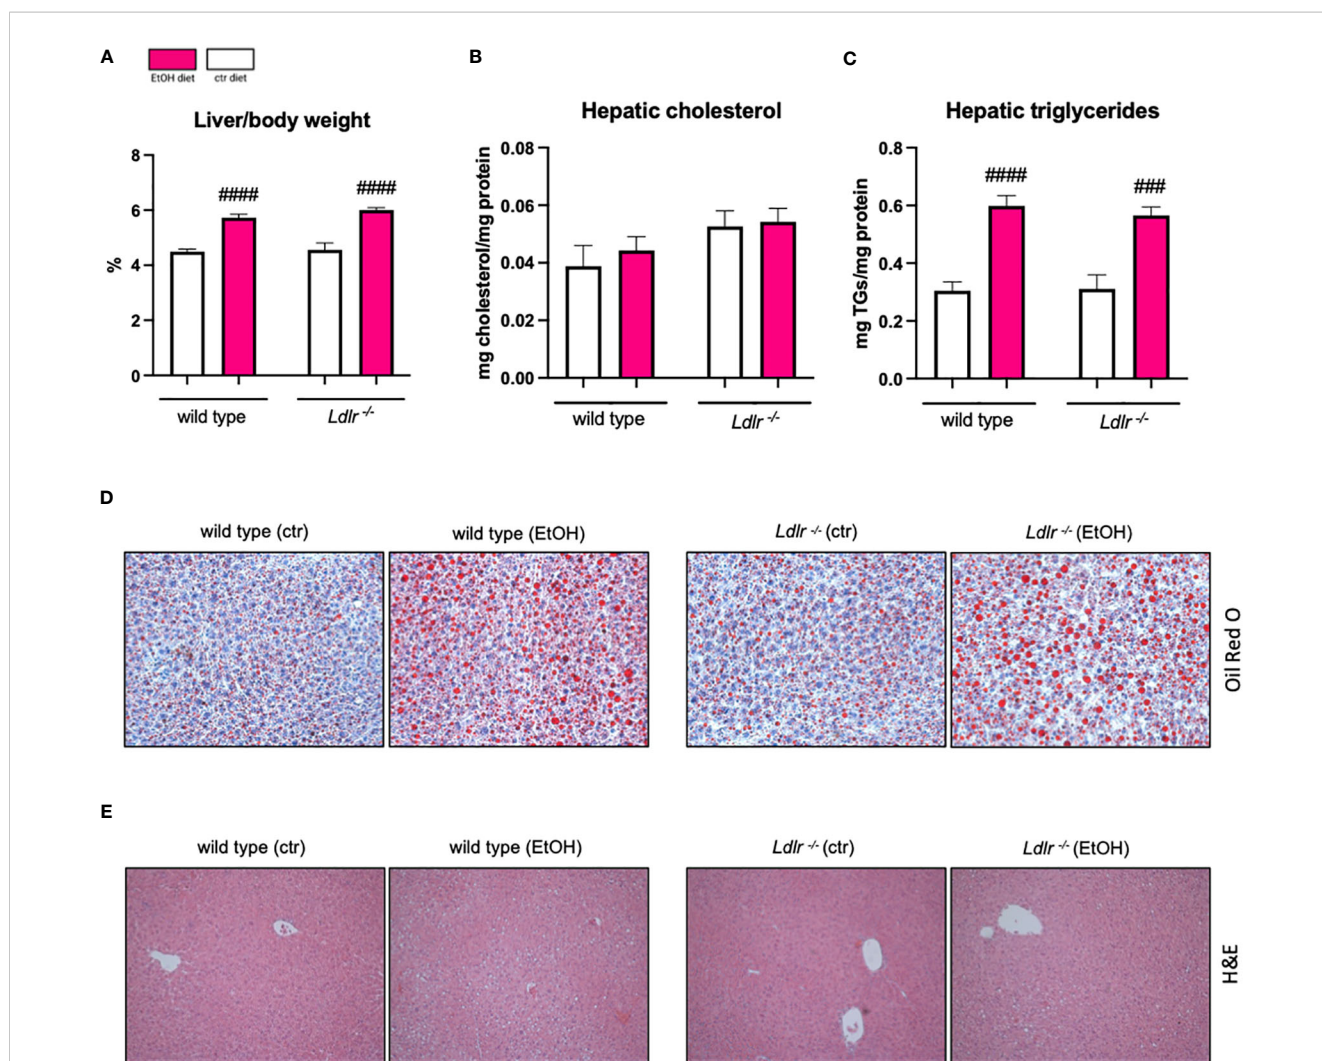 A
B
C
EtOH diet
ctr diet
Liver/body weight
8
6
4
2
0
%
####
####
wild type
Ldlr -/-
Hepatic cholesterol
0.08
0.06
0.04
0.02
0.00
mg cholesterol/mg protein
wild type
Ldlr -/-
Hepatic triglycerides
0.8
0.6
0.4
0.2
0.0
mg TGs/mg protein
####
###
wild type
Ldlr -/-
D
wild type (ctr)
wild type (EtOH)
Ldlr -/- (ctr)
Ldlr -/- (EtOH)
Oil Red O
E
wild type (ctr)
wild type (EtOH)
Ldlr -/- (ctr)
Ldlr -/- (EtOH)
H&E